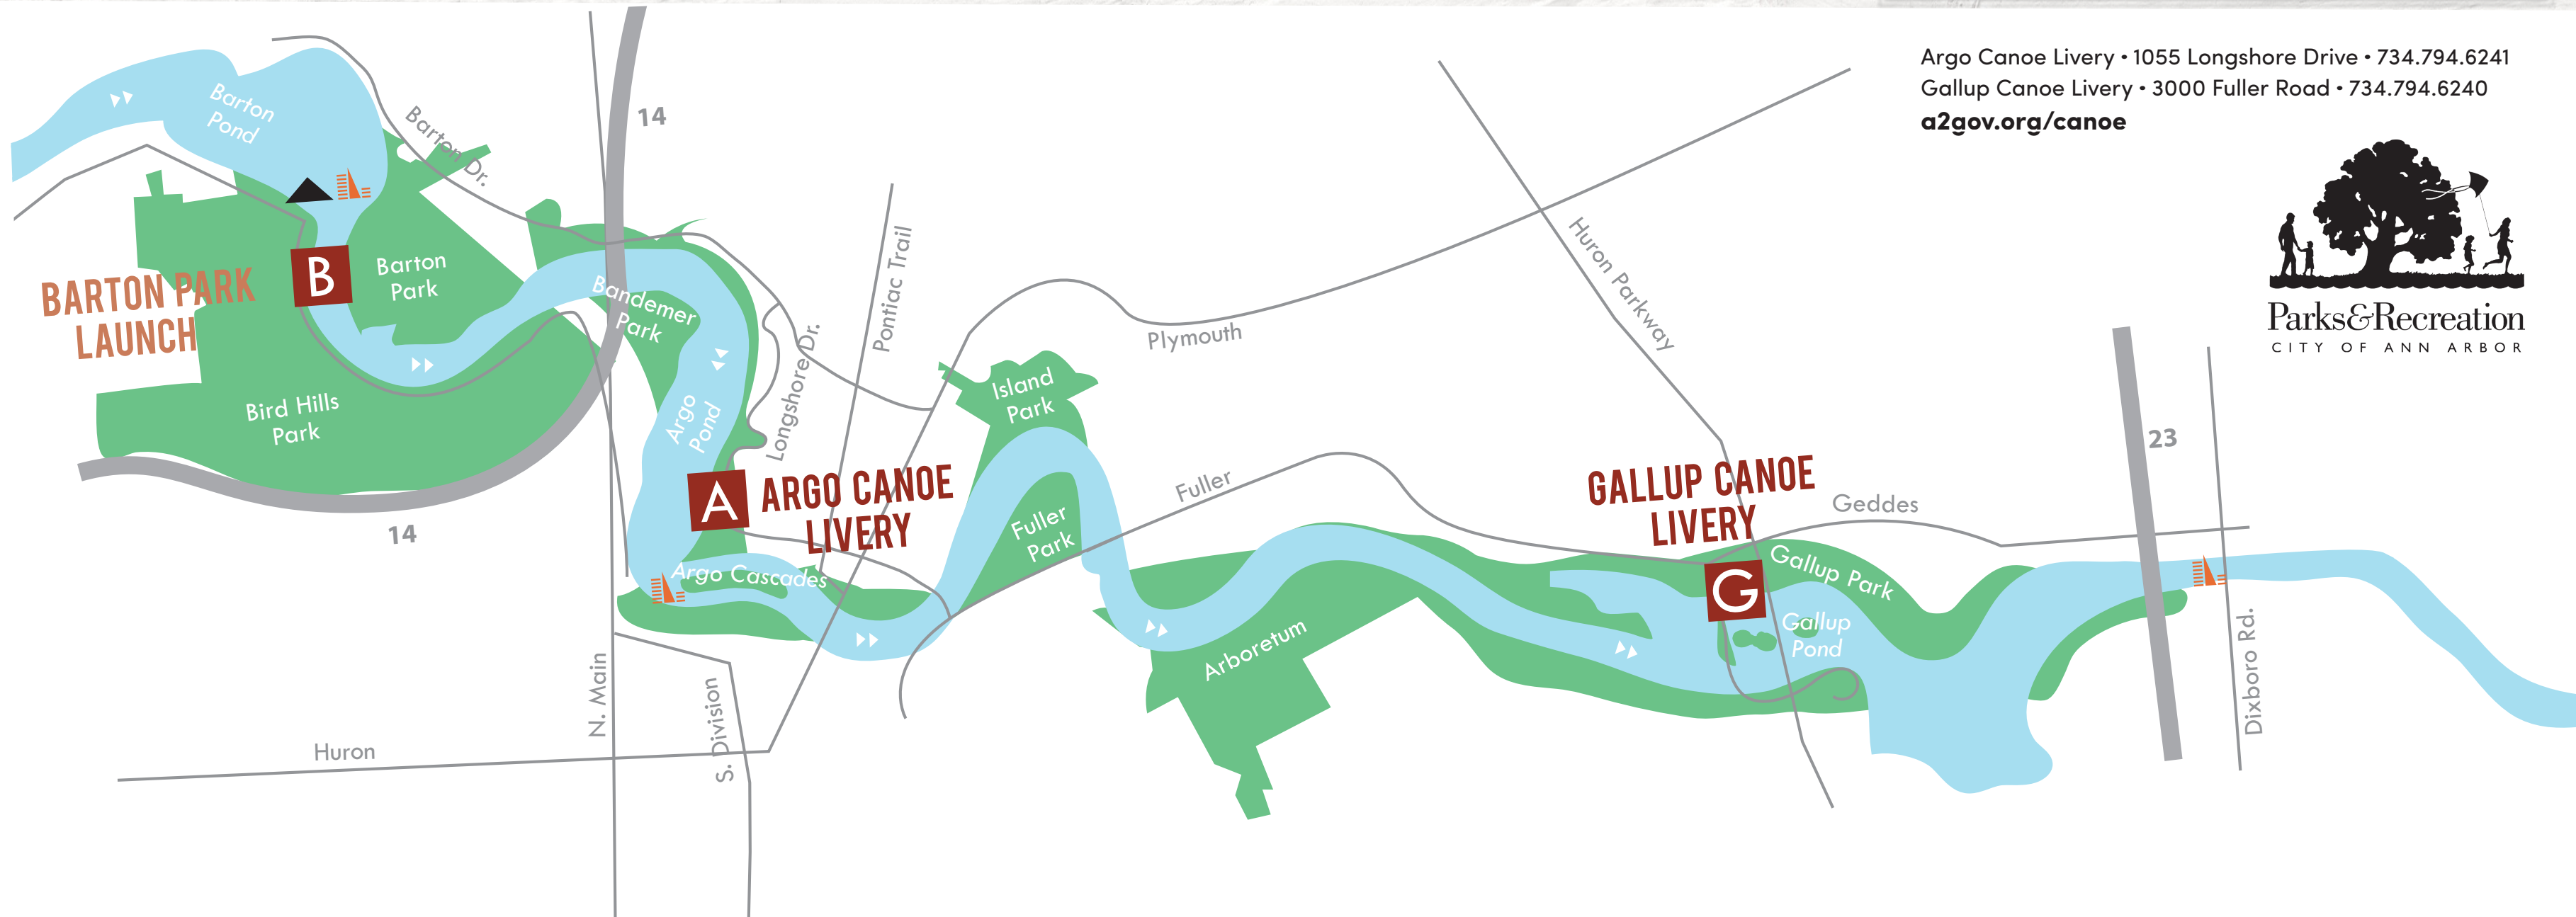 Argo Canoe Livery • 1055 Longshore Drive • 734.794.6241
Gallup Canoe Livery • 3000 Fuller Road • 734.794.6240
a2gov.org/canoe
Parks&Recreation
CITY OF ANN ARBOR
Barton
Pond
Barton Dr.
14
BARTON PARK
LAUNCH
B
Barton
Park
Bandemer
Park
Bird Hills
Park
14
Argo
Pond
Longshore Dr.
Pontiac Trail
Plymouth
Huron Parkway
A
ARGO CANOE
LIVERY
Argo Cascades
Island
Park
Fuller
Park
Fuller
Arboretum
GALLUP CANOE
LIVERY
G
Geddes
Gallup Park
Gallup
Pond
23
Dixboro Rd.
N. Main
S. Division
Huron